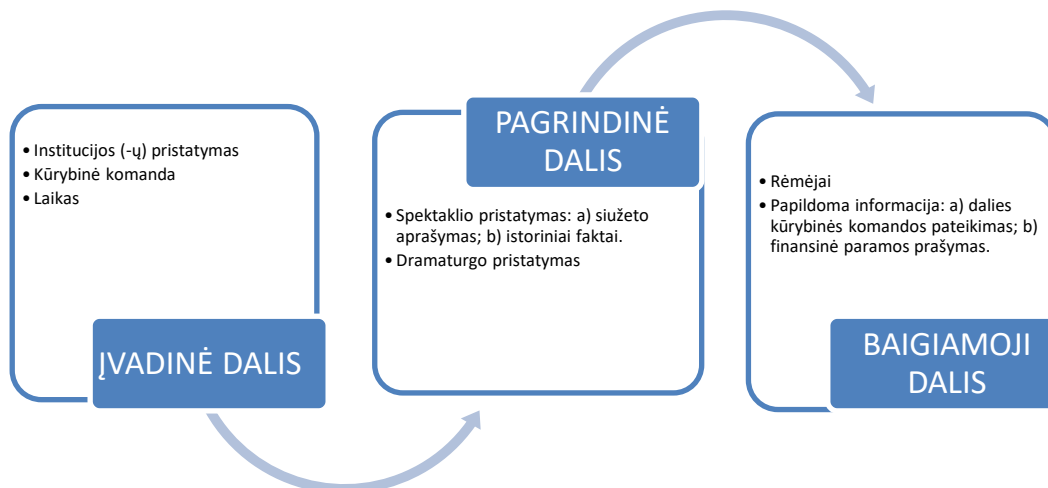 • Institucijos (-ų) pristatymas
• Kūrybinė komanda
• Laikas
ĮVADINĖ DALIS
PAGRINDINĖ
DALIS
• Spektaklio pristatymas: a) siužeto
aprašymas; b) istoriniai faktai.
• Dramaturgo pristatymas
• Rėmėjai
• Papildoma informacija: a) dalies
kūrybinės komandos pateikimas; b)
finansinė paramos prašymas.
BAIGIAMOJI
DALIS